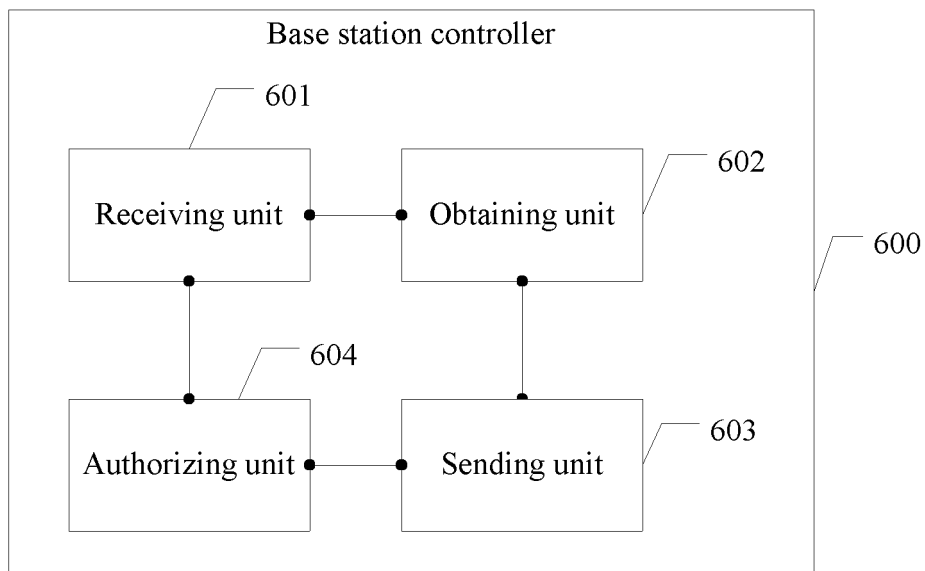 Base station controller
601
602
Receiving unit
Obtaining unit
600
604
603
Authorizing unit
Sending unit